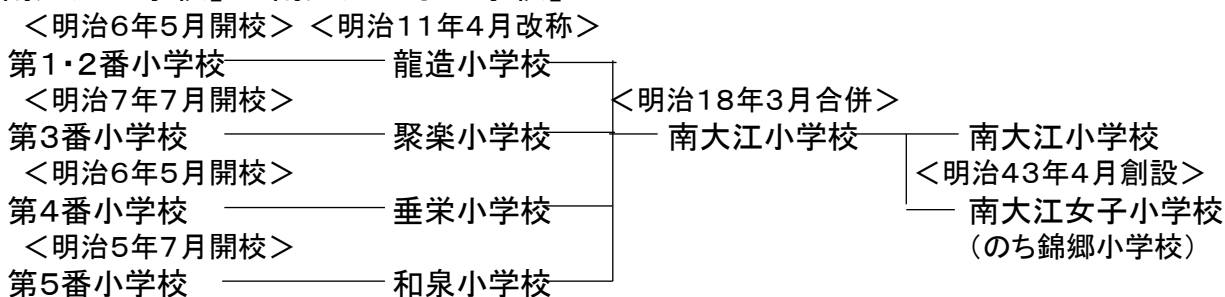 ＜明治6年5月開校＞ ＜明治11年4月改称＞
第1・2番小学校 龍造小学校
＜明治7年7月開校＞ ＜明治18年3月合併＞
第3番小学校 聚楽小学校 南大江小学校 南大江小学校
＜明治6年5月開校＞ ＜明治43年4月創設＞
第4番小学校 垂栄小学校 南大江女子小学校
＜明治5年7月開校＞ （のち錦郷小学校）
第5番小学校 和泉小学校